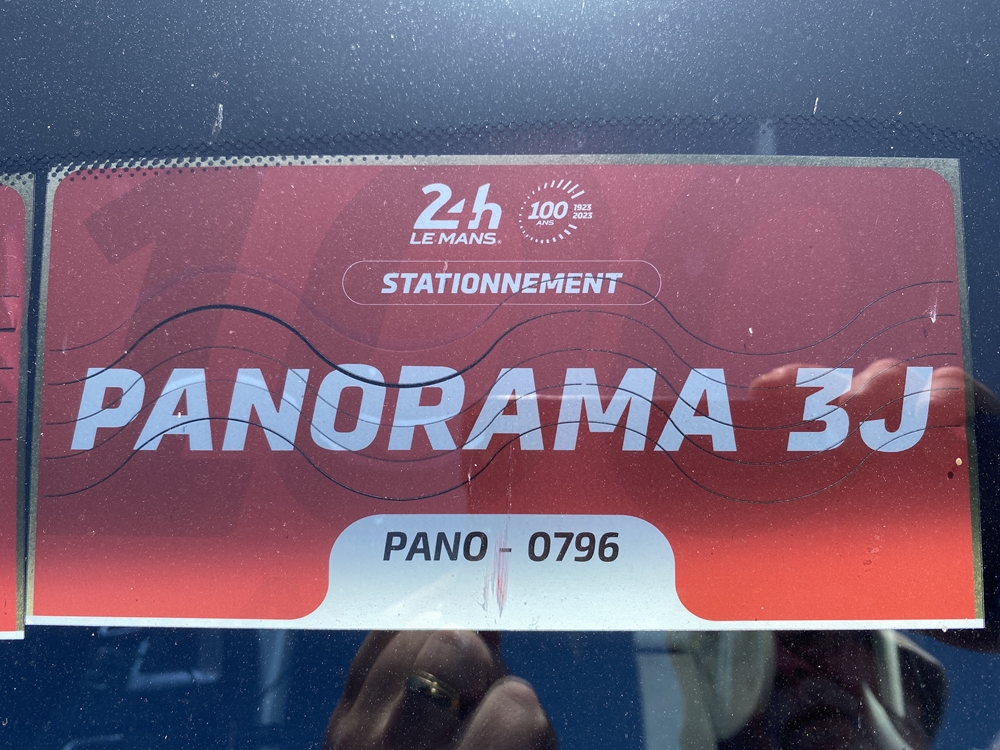 24h
LE MANS
100
ANS
1923
2023
STATIONNEMENT
PANORAMA 3J
PANO - 0796